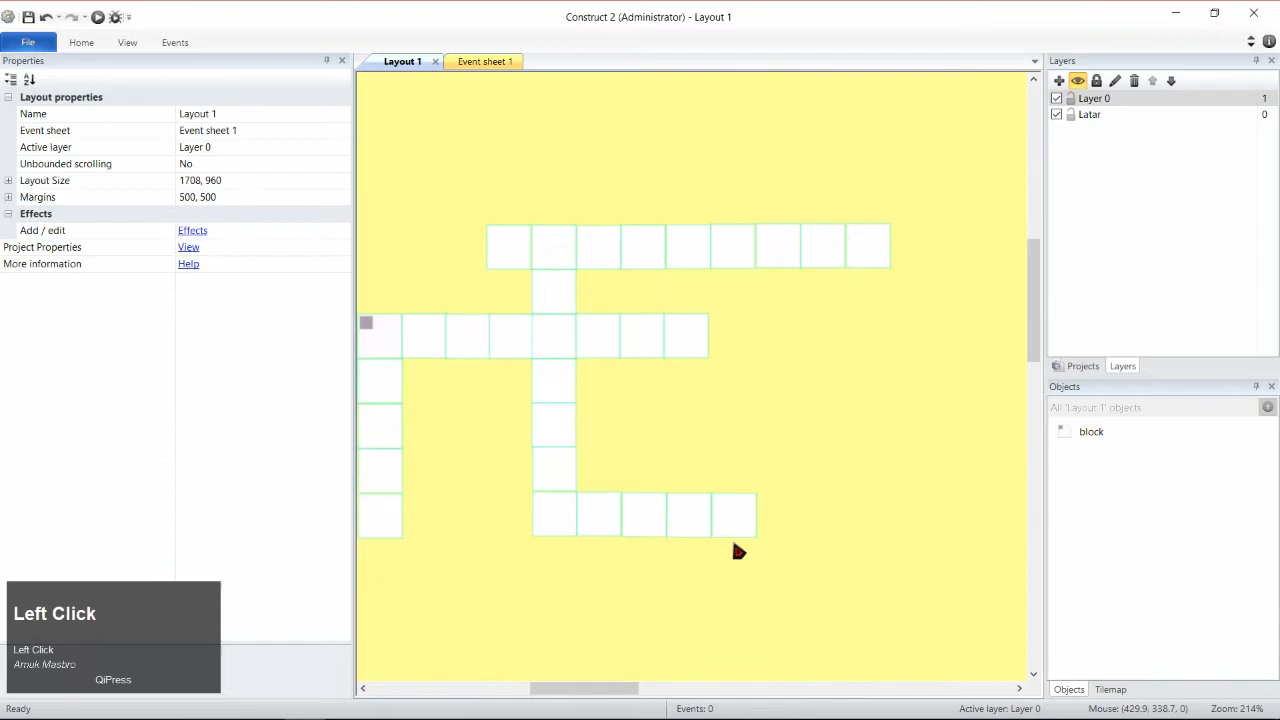 Construct 2 (Administrator) - Layout 1
File Home View Events
Properties
Layout properties
Name Layout 1
Event sheet Event sheet 1
Active layer Layer 0
Unbounded scrolling No
Layout Size 1708, 960
Margins 500, 500
Effects
Add / edit Effects
Project Properties View
More information Help
Layout 1 Event sheet 1
Layers
Layer 0 1
Latar 0
Projects Layers
Objects
All 'Layout 1' objects
block
Objects Tilemap
Left Click
Left Click
Amuk Masbro
QiPress
Ready Events: 0 Active layer: Layer 0 Mouse: (429.9, 338.7, 0) Zoom: 214%